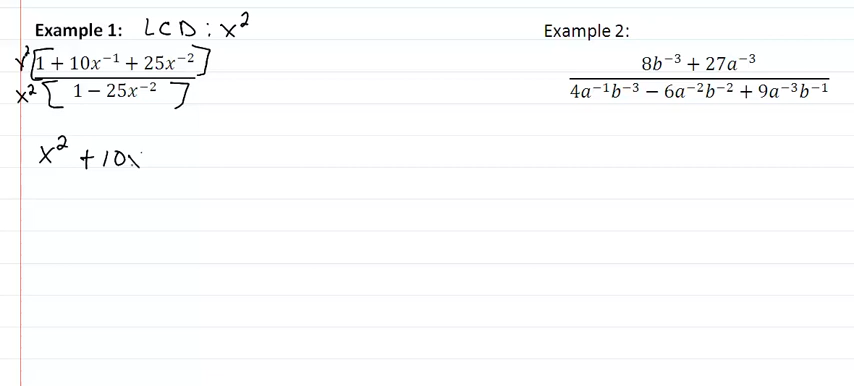 Example 1: LCD: x²
x²[1 + 10x⁻¹ + 25x⁻²]
x²[1 − 25x⁻²]
x² + 10x
Example 2:
8b⁻³ + 27a⁻³
4a⁻¹b⁻³ − 6a⁻²b⁻² + 9a⁻³b⁻¹